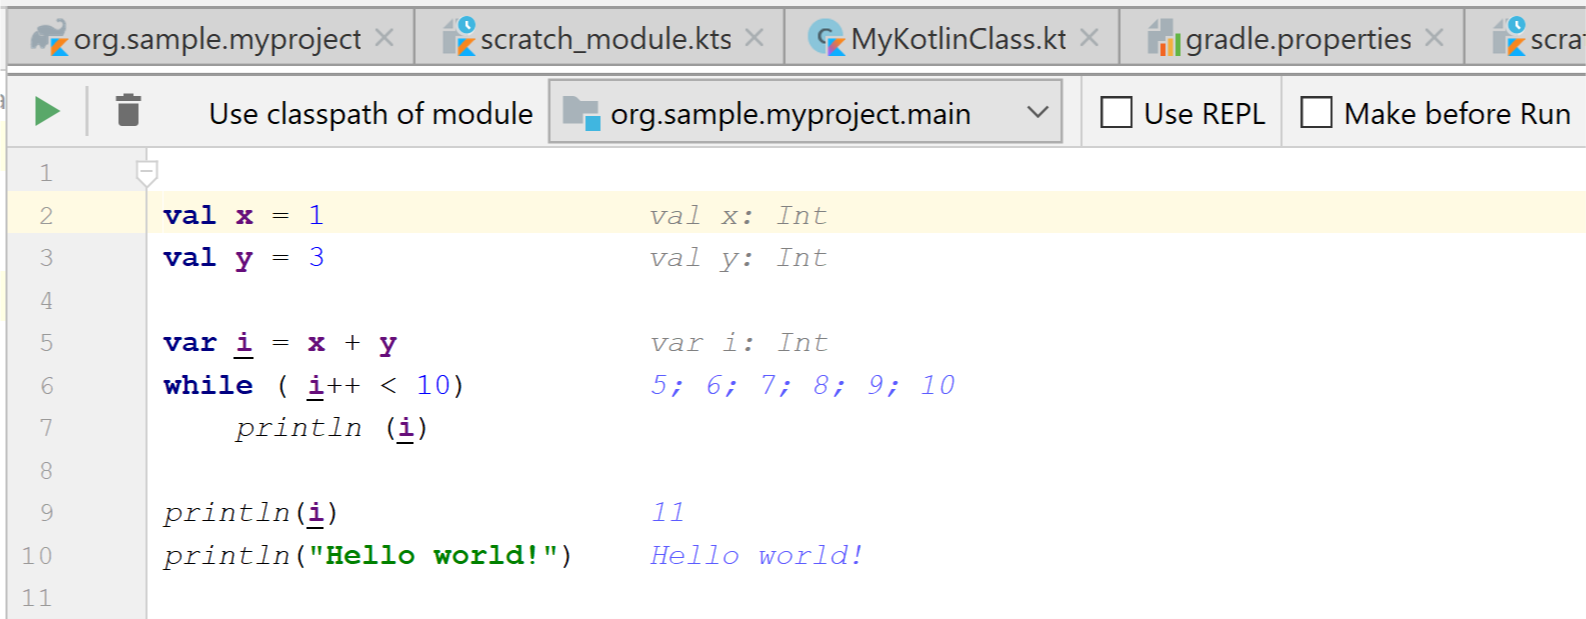 org.sample.myproject scratch_module.kts MyKotlinClass.kt gradle.properties scra
Use classpath of module org.sample.myproject.main Use REPL Make before Run
1
2 val x = 1 val x: Int
3 val y = 3 val y: Int
4
5 var i = x + y var i: Int
6 while ( i++ < 10) 5; 6; 7; 8; 9; 10
7 println (i)
8
9 println(i) 11
10 println("Hello world!") Hello world!
11